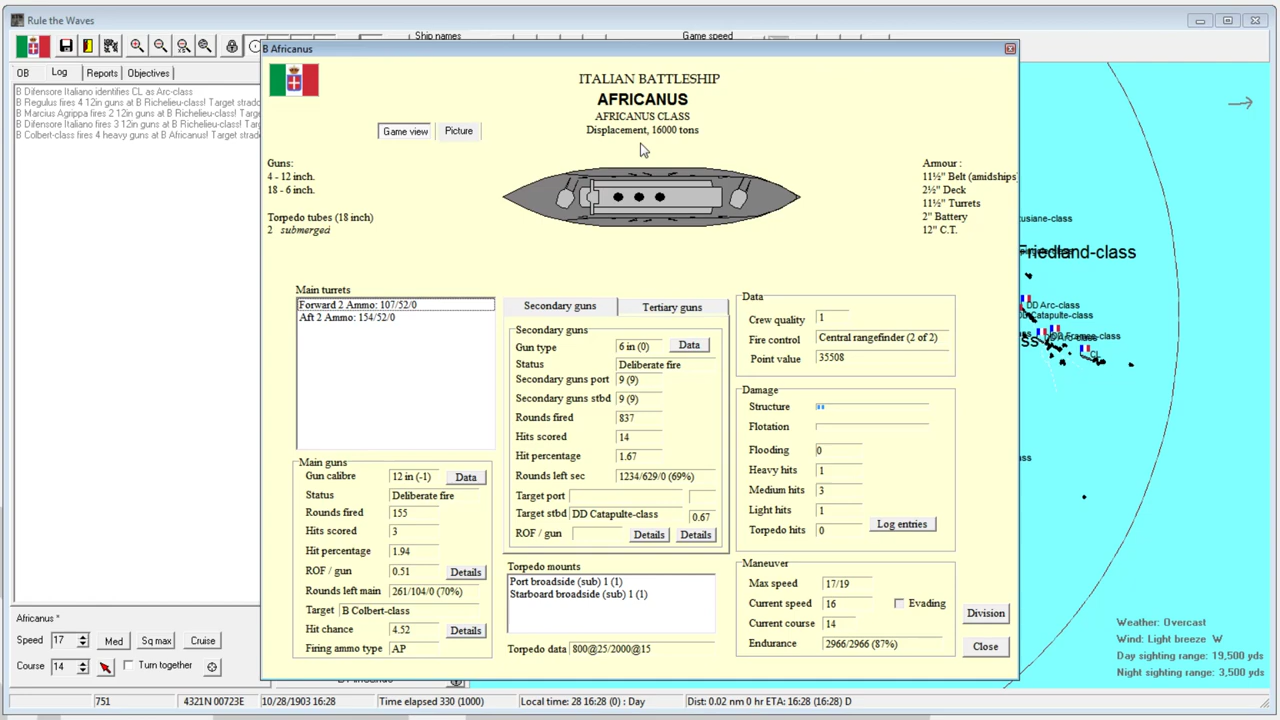 Rule the Waves
Ship names
Game speed
OB
Log
Reports
Objectives
B Difensore Italiano identifies CL as Arc-class
B Regulus fires 4 12in guns at B Richelieu-class! Target strad
B Marcius Agrippa fires 2 12in guns at B Richelieu-class! Targe
B Difensore Italiano fires 3 12in guns at B Richelieu-class! Tar
B Colbert-class fires 4 heavy guns at B Africanus! Target strad
B Africanus
ITALIAN BATTLESHIP
AFRICANUS
AFRICANUS CLASS
Displacement, 16000 tons
Game view
Picture
Guns:
4 - 12 inch.
18 - 6 inch.
Torpedo tubes (18 inch)
2 submerged
Armour :
11½" Belt (amidships)
2½" Deck
11½" Turrets
2" Battery
12" C.T.
Main turrets
Forward 2 Ammo: 107/52/0
Aft 2 Ammo: 154/52/0
Main guns
Gun calibre 12 in (-1) Data
Status Deliberate fire
Rounds fired 155
Hits scored 3
Hit percentage 1.94
ROF / gun 0.51 Details
Rounds left main 261/104/0 (70%)
Target B Colbert-class
Hit chance 4.52 Details
Firing ammo type AP
Secondary guns
Tertiary guns
Secondary guns
Gun type 6 in (0) Data
Status Deliberate fire
Secondary guns port 9 (9)
Secondary guns stbd 9 (9)
Rounds fired 837
Hits scored 14
Hit percentage 1.67
Rounds left sec 1234/629/0 (69%)
Target port
Target stbd DD Catapulte-class 0.67
ROF / gun Details Details
Torpedo mounts
Port broadside (sub) 1 (1)
Starboard broadside (sub) 1 (1)
Torpedo data 800@25/2000@15
Data
Crew quality 1
Fire control Central rangefinder (2 of 2)
Point value 35508
Damage
Structure
Flotation
Flooding 0
Heavy hits 1
Medium hits 3
Light hits 1
Torpedo hits 0
Log entries
Maneuver
Max speed 17/19
Current speed 16 Evading
Current course 14
Endurance 2966/2966 (87%)
Division
Close
tusiane-class
Friedland-class
DD Arc-class
DD Catapulte-class
CL
ss
Africanus *
Speed 17 Med Sq max Cruise
Course 14 Turn together
Weather: Overcast
Wind: Light breeze W
Day sighting range: 19,500 yds
Night sighting range: 3,500 yds
751
4321N 00723E
10/28/1903 16:28
Time elapsed 330 (1000)
Local time: 28 16:28 () : Day
Dist: 0.02 nm 0 hr ETA: 16:28 (16:28) D